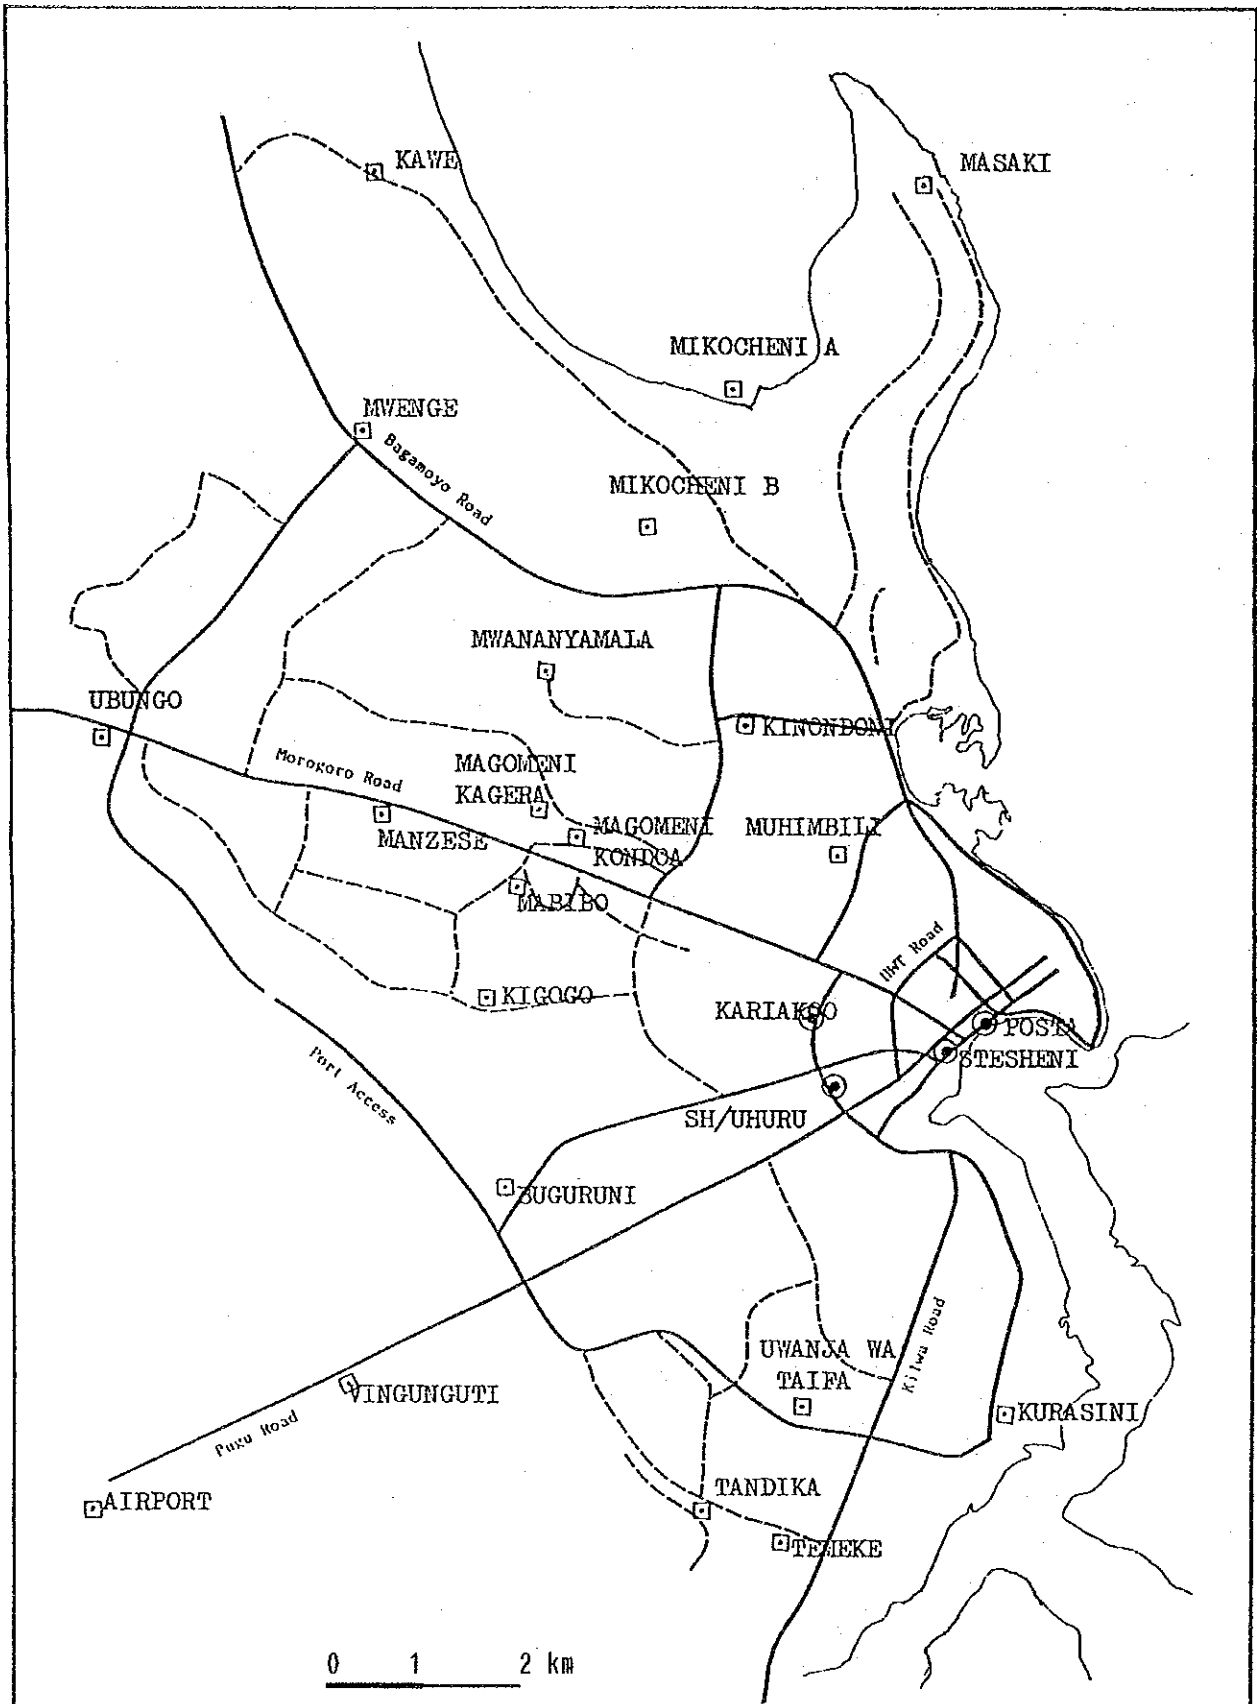 KAWE
MASAKI
MIKOCHENI A
MWENGE
Bagamoyo Road
MIKOCHENI B
MWANANYAMALA
UBUNGO
KINONDONI
Morogoro Road
MAGOMENI
KAGERA
MANZESE
MAGOMENI
KONDOA
MUHIMBILI
MABIBO
UWT Road
KIGOGO
KARIAKOO
POSTA
STESHENI
Port Access
SH/UHURU
BUGURUNI
UWANJA WA
TAIFA
Kilwa Road
VINGUNGUTI
KURASINI
Pugu Road
AIRPORT
TANDIKA
TEMEKE
0 1 2 km